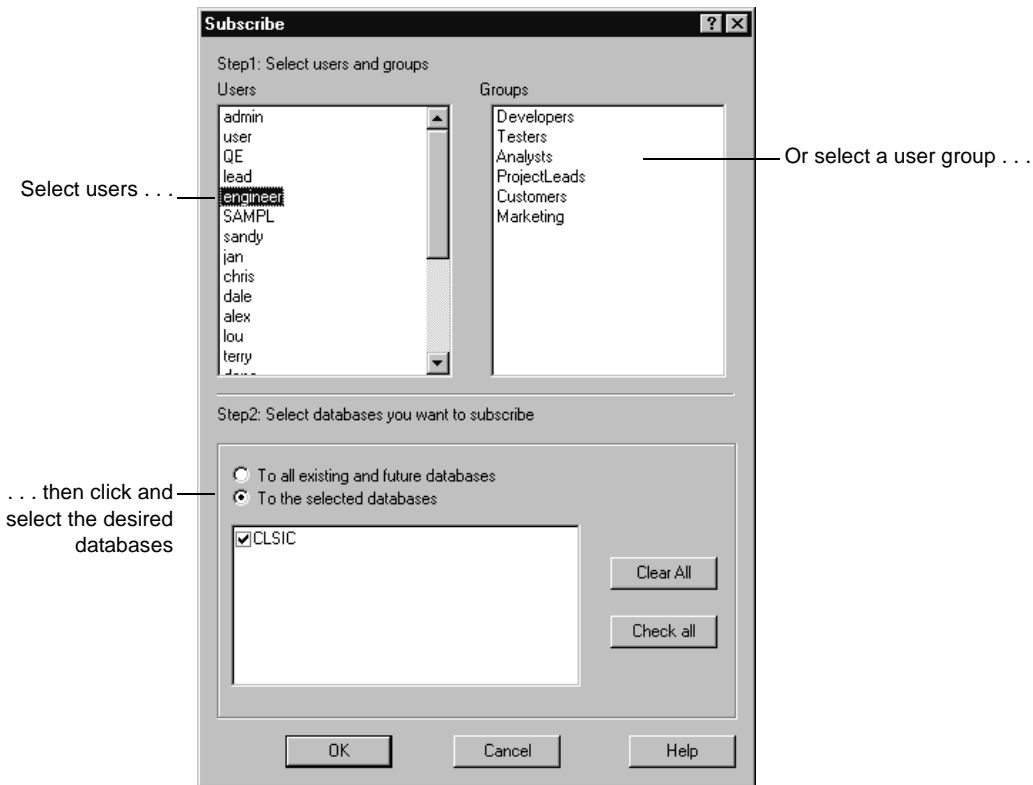 Subscribe
Step1: Select users and groups
Users
Groups
admin
user
QE
lead
engineer
SAMPL
sandy
jan
chris
dale
alex
lou
terry
Developers
Testers
Analysts
ProjectLeads
Customers
Marketing
Select users . . .
Or select a user group . . .
Step2: Select databases you want to subscribe
To all existing and future databases
To the selected databases
. . . then click and
select the desired
databases
CLSIC
Clear All
Check all
OK
Cancel
Help